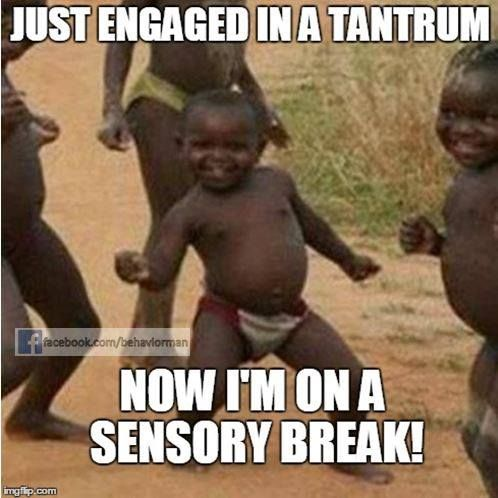 JUST ENGAGED IN A TANTRUM
facebook.com/behaviorman
NOW I'M ON A
SENSORY BREAK!
imgflip.com